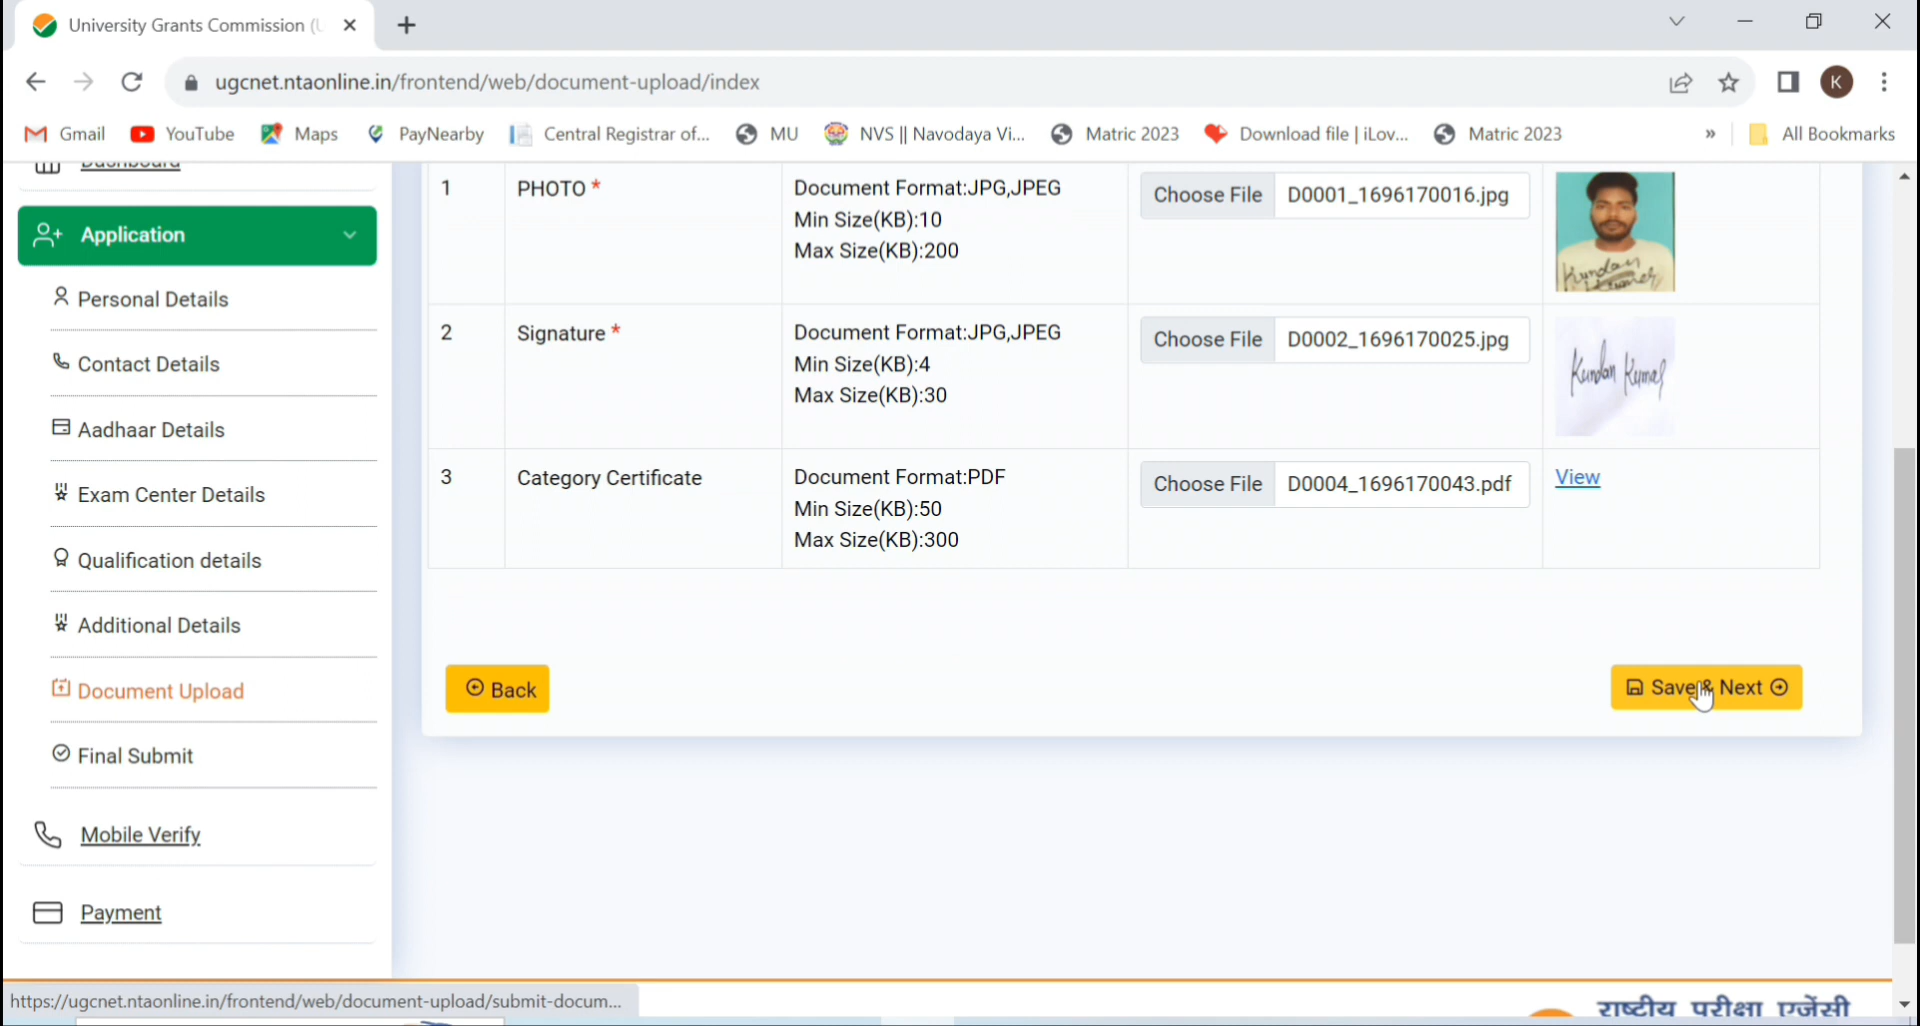 University Grants Commission (
ugcnet.ntaonline.in/frontend/web/document-upload/index
K
Gmail
YouTube
Maps
PayNearby
Central Registrar of...
MU
NVS || Navodaya Vi...
Matric 2023
Download file | iLov...
Matric 2023
»
All Bookmarks
Dashboard
Application
Personal Details
Contact Details
Aadhaar Details
Exam Center Details
Qualification details
Additional Details
Document Upload
Final Submit
Mobile Verify
Payment
1
PHOTO *
Document Format:JPG,JPEG
Min Size(KB):10
Max Size(KB):200
Choose File D0001_1696170016.jpg
Kundan
Kumar
2
Signature *
Document Format:JPG,JPEG
Min Size(KB):4
Max Size(KB):30
Choose File D0002_1696170025.jpg
Kundan Kumar
3
Category Certificate
Document Format:PDF
Min Size(KB):50
Max Size(KB):300
Choose File D0004_1696170043.pdf
View
Back
Save & Next
https://ugcnet.ntaonline.in/frontend/web/document-upload/submit-docum...
राष्टीय परीक्षा एजेंसी